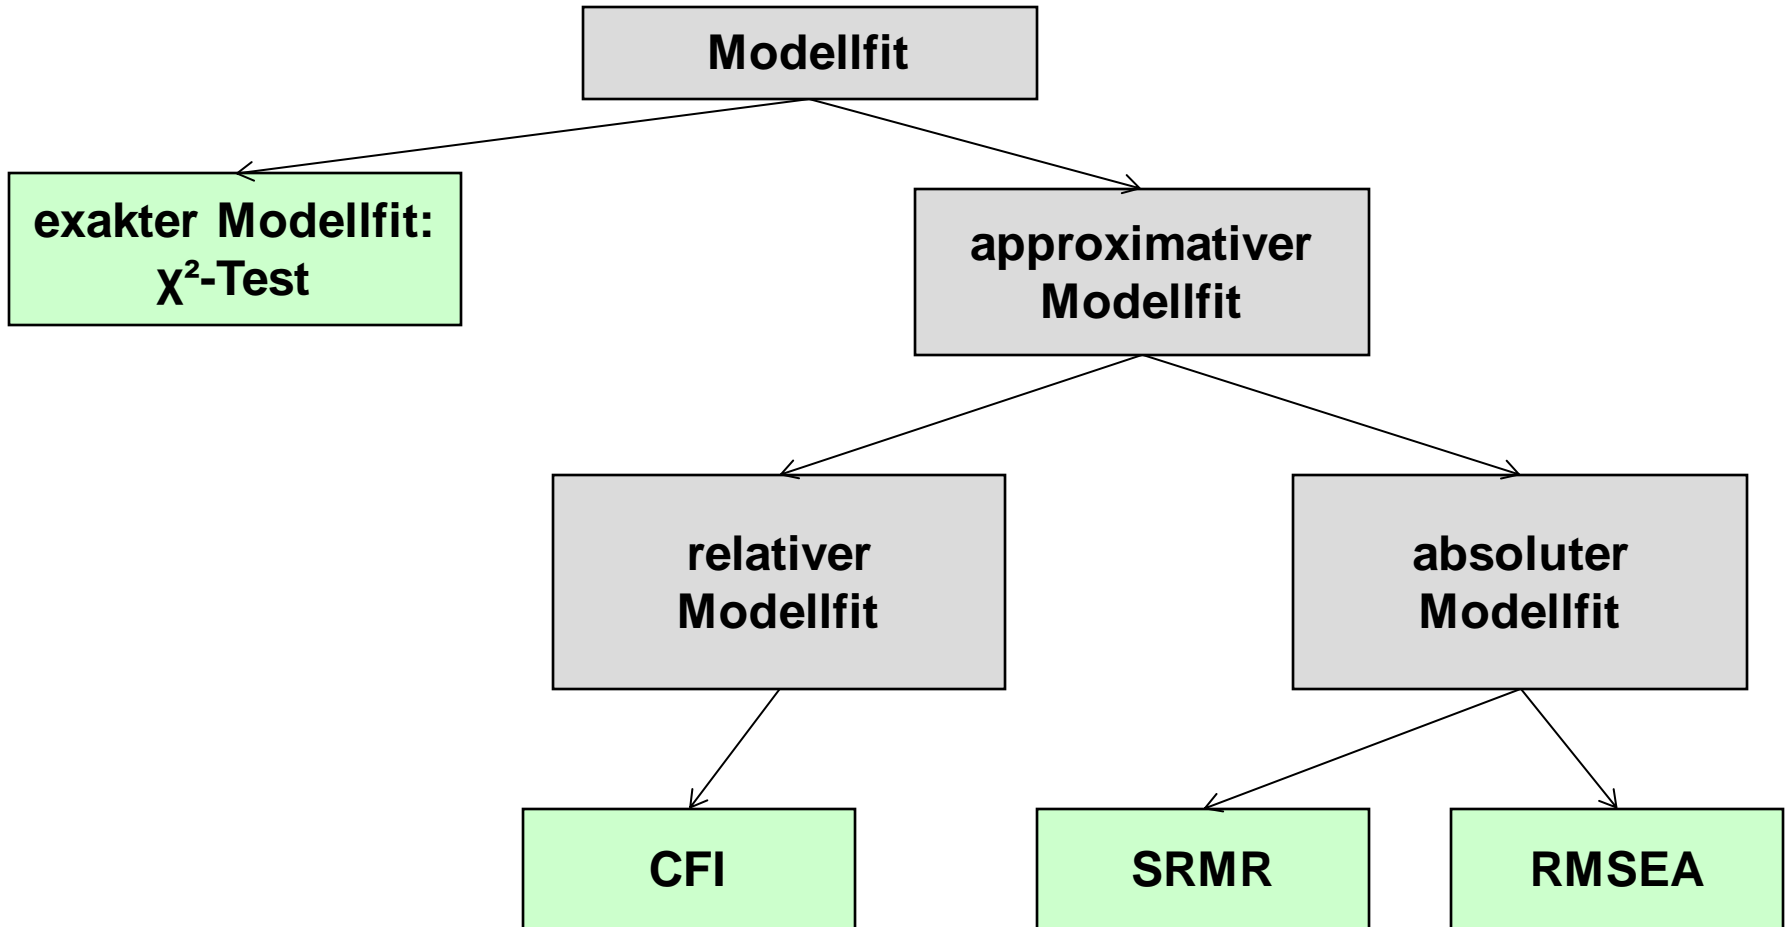 Modellfit
exakter Modellfit:
χ²-Test
approximativer
Modellfit
relativer
Modellfit
absoluter
Modellfit
CFI
SRMR
RMSEA